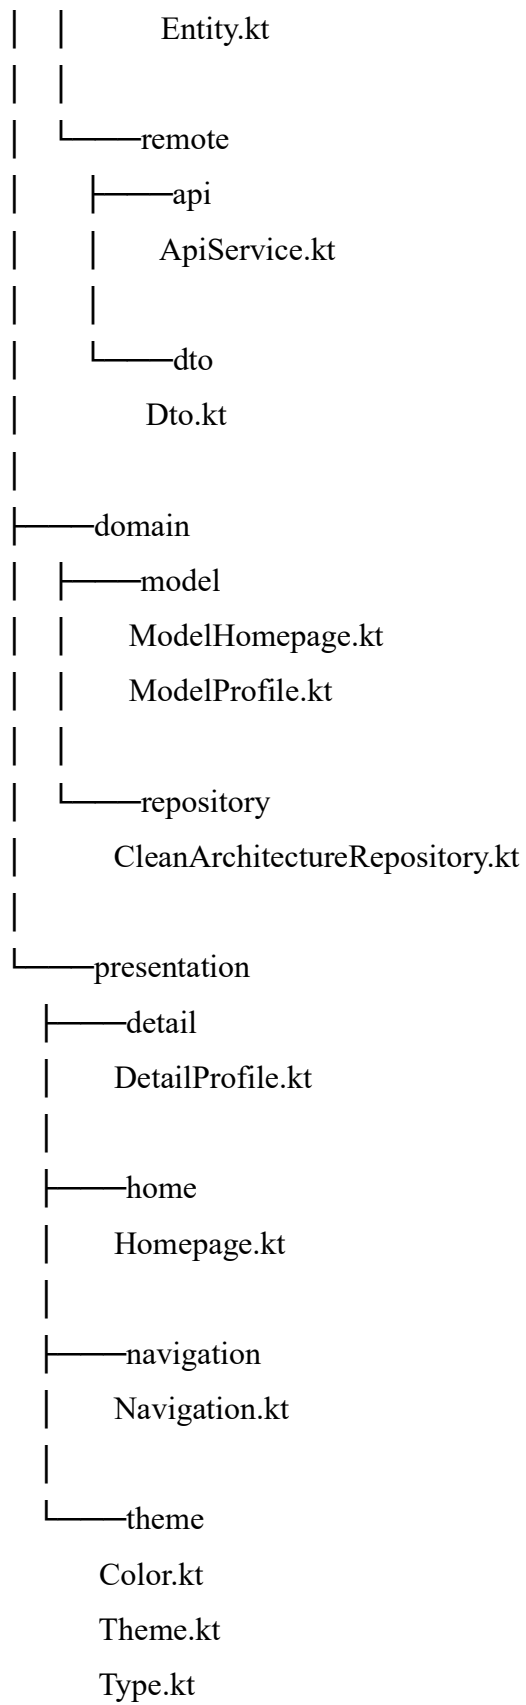 │   │           Entity.kt
│   │
│   └────remote
│       ├────api
│       │       ApiService.kt
│       │
│       └────dto
│               Dto.kt
│
├────domain
│   ├────model
│   │       ModelHomepage.kt
│   │       ModelProfile.kt
│   │
│   └────repository
│           CleanArchitectureRepository.kt
│
└────presentation
    ├────detail
    │       DetailProfile.kt
    │
    ├────home
    │       Homepage.kt
    │
    ├────navigation
    │       Navigation.kt
    │
    └────theme
            Color.kt
            Theme.kt
            Type.kt